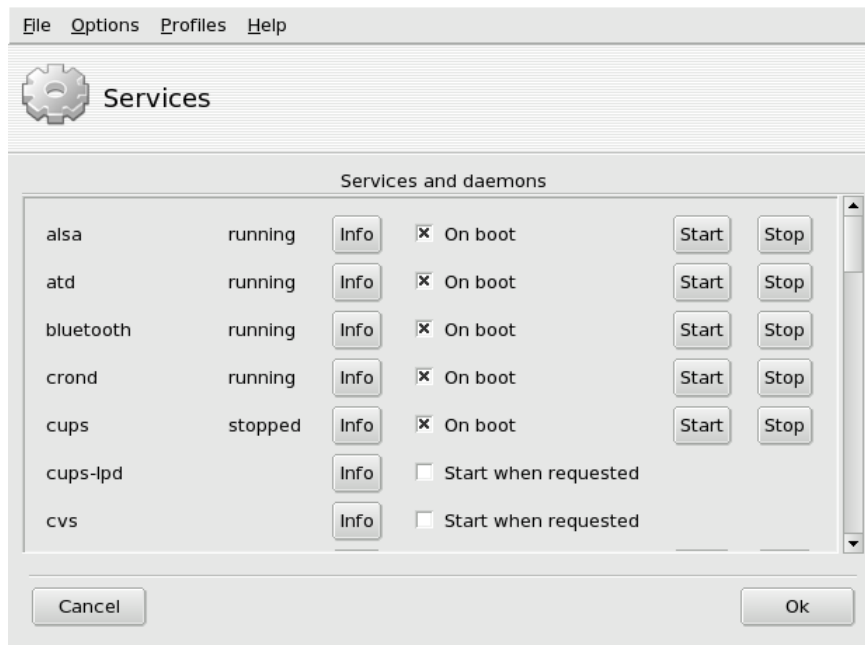 File Options Profiles Help
Services
Services and daemons
alsa running Info On boot Start Stop
atd running Info On boot Start Stop
bluetooth running Info On boot Start Stop
crond running Info On boot Start Stop
cups stopped Info On boot Start Stop
cups-lpd Info Start when requested
cvs Info Start when requested
Cancel Ok